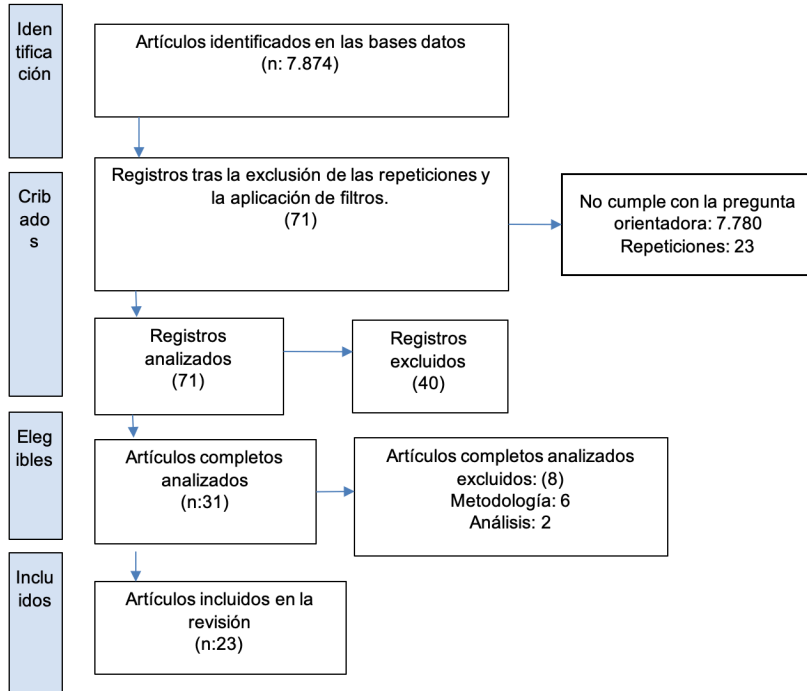 Iden
tifica
ción
Artículos identificados en las bases datos
(n: 7.874)
Crib
ado
s
Registros tras la exclusión de las repeticiones y
la aplicación de filtros.
(71)
No cumple con la pregunta
orientadora: 7.780
Repeticiones: 23
Registros
analizados
(71)
Registros
excluidos
(40)
Eleg
ibles
Artículos completos
analizados
(n:31)
Artículos completos analizados
excluidos: (8)
Metodología: 6
Análisis: 2
Inclu
idos
Artículos incluidos en la
revisión
(n:23)